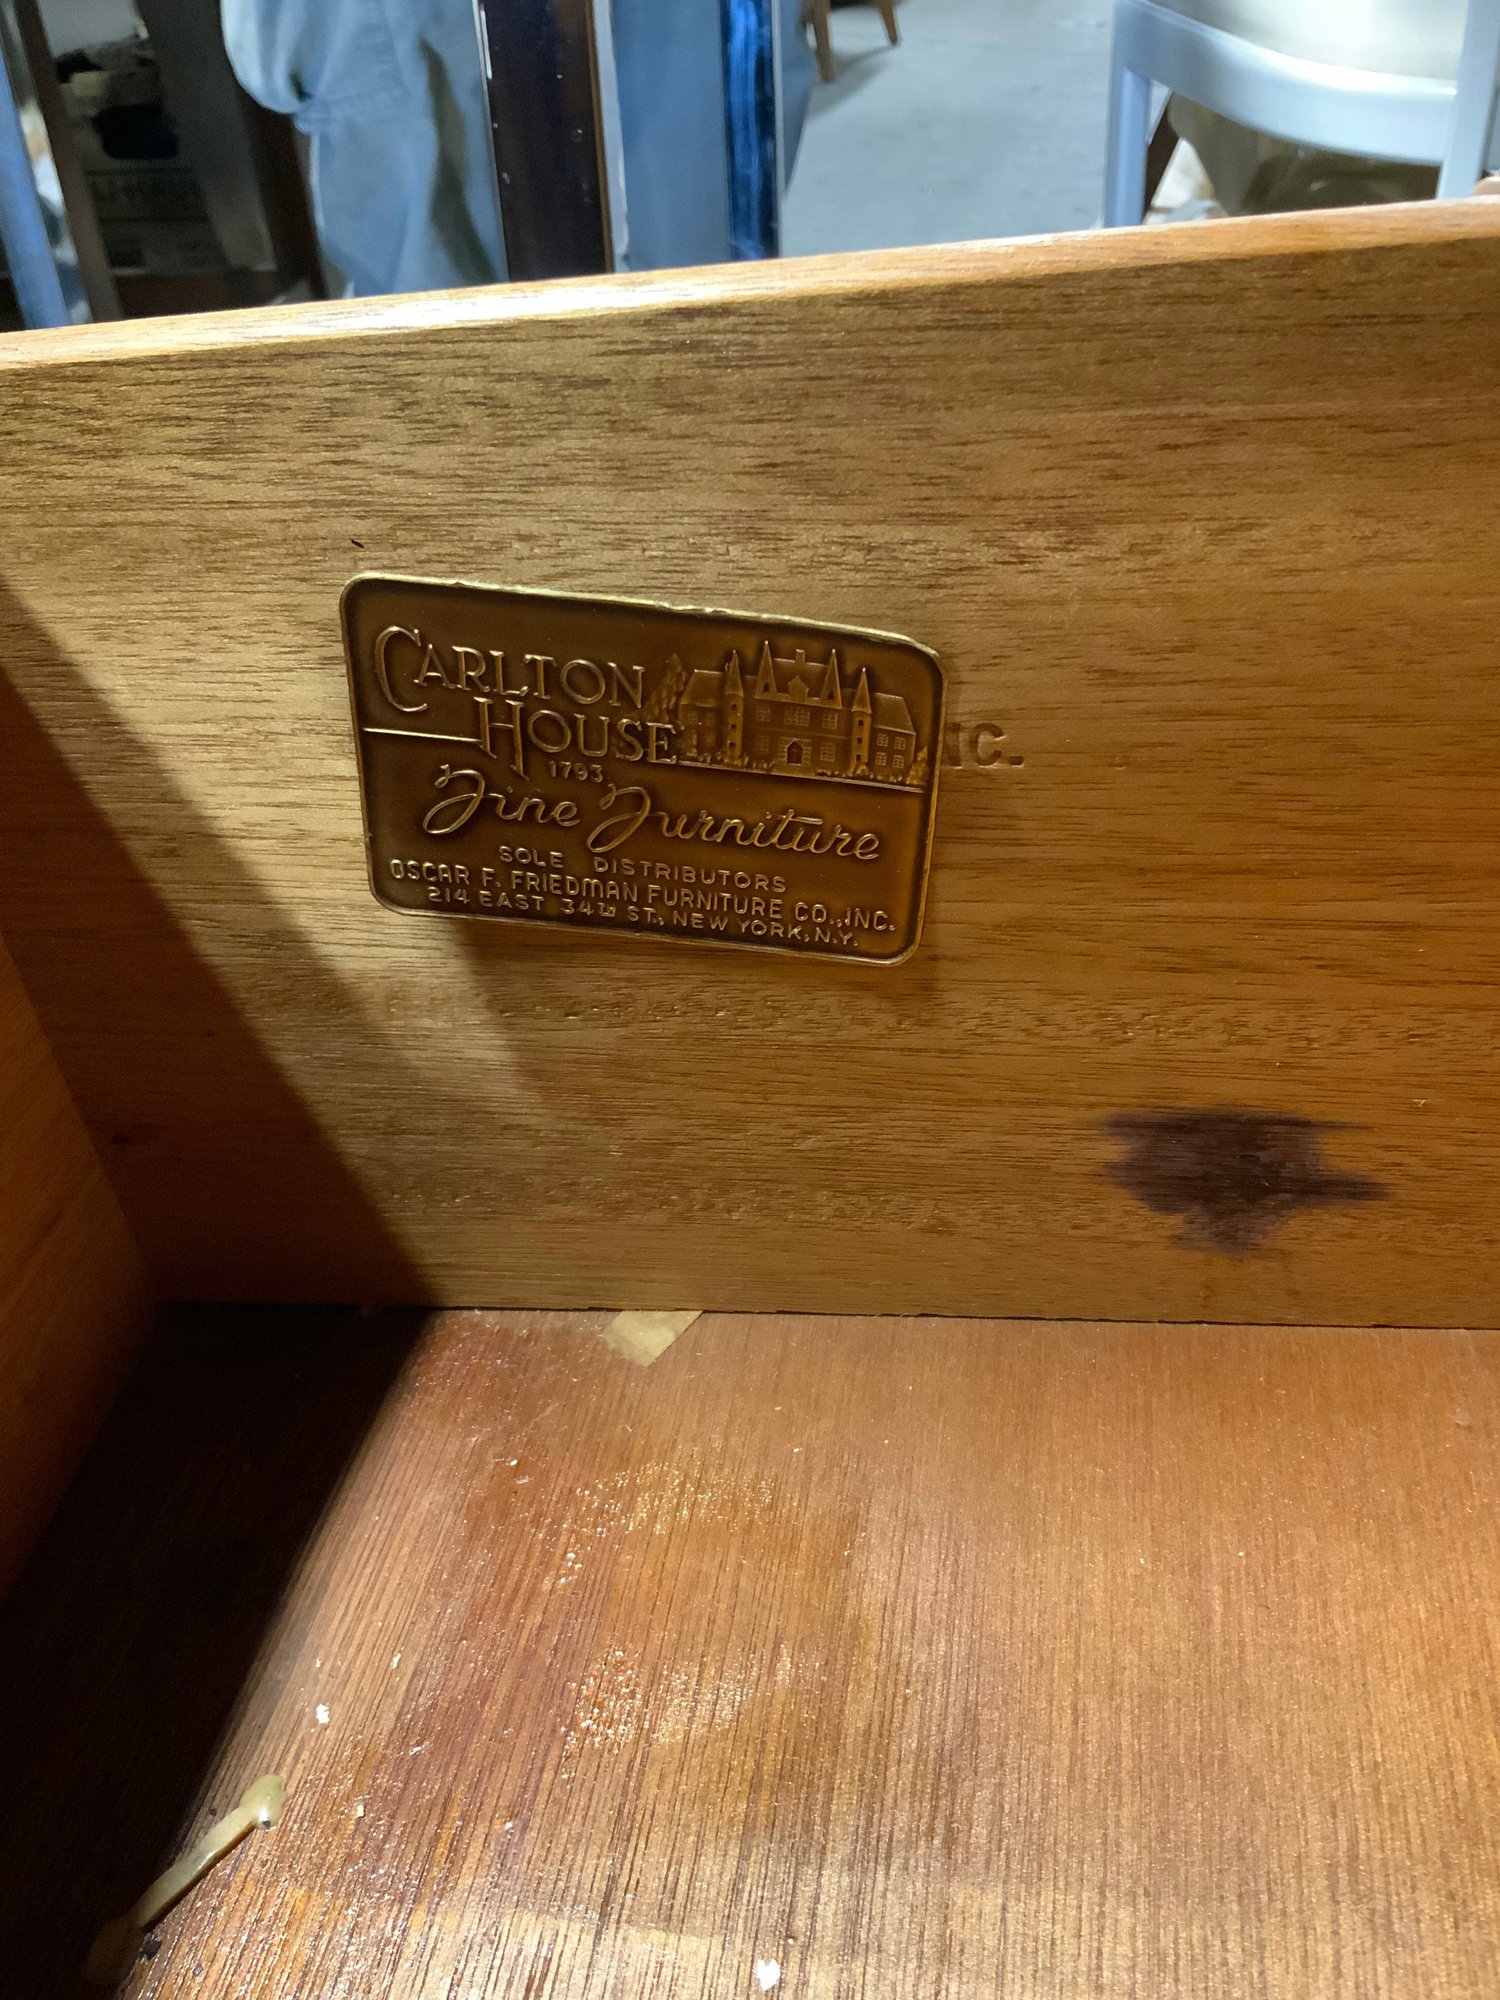 CARLTON
HOUSE
1793
Fine Furniture
SOLE DISTRIBUTORS
OSCAR F. FRIEDMAN FURNITURE CO., INC.
214 EAST 34TH ST., NEW YORK, N.Y.
NC.